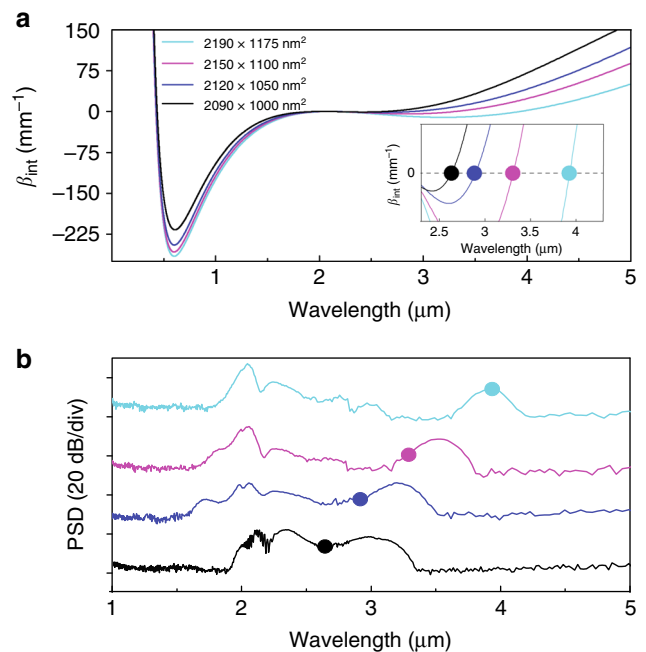 a
150
75
0
−75
−150
−225
β_int (mm⁻¹)
2190 × 1175 nm²
2150 × 1100 nm²
2120 × 1050 nm²
2090 × 1000 nm²
β_int (mm⁻¹)
0
2.5 3 3.5 4
Wavelength (μm)
1 2 3 4 5
Wavelength (μm)
b
PSD (20 dB/div)
1 2 3 4 5
Wavelength (μm)